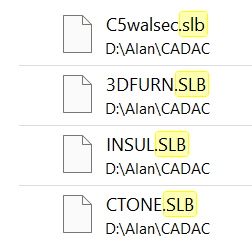 C5walsec.slb
D:\Alan\CADAC
3DFURN.SLB
D:\Alan\CADAC
INSUL.SLB
D:\Alan\CADAC
CTONE.SLB
D:\Alan\CADAC